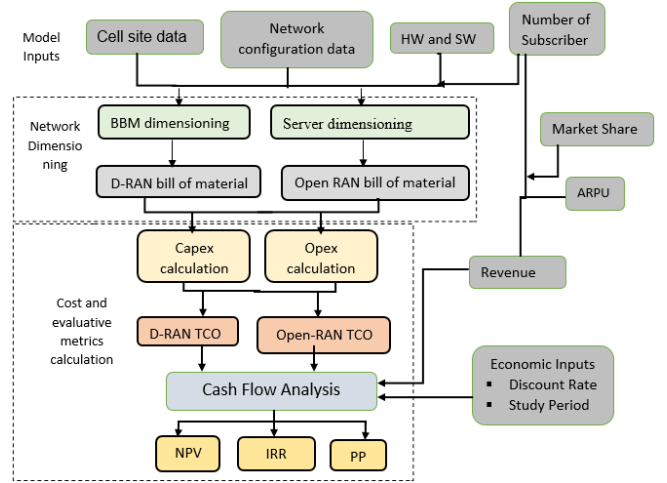 Model
Inputs
Cell site data
Network
configuration data
HW and SW
Number of
Subscriber
Network
Dimensio
ning
BBM dimensioning
Server dimensioning
Market Share
D-RAN bill of material
Open RAN bill of material
ARPU
Capex
calculation
Opex
calculation
Revenue
Cost and
evaluative
metrics
calculation
D-RAN TCO
Open-RAN TCO
Cash Flow Analysis
Economic Inputs
▪ Discount Rate
▪ Study Period
NPV
IRR
PP